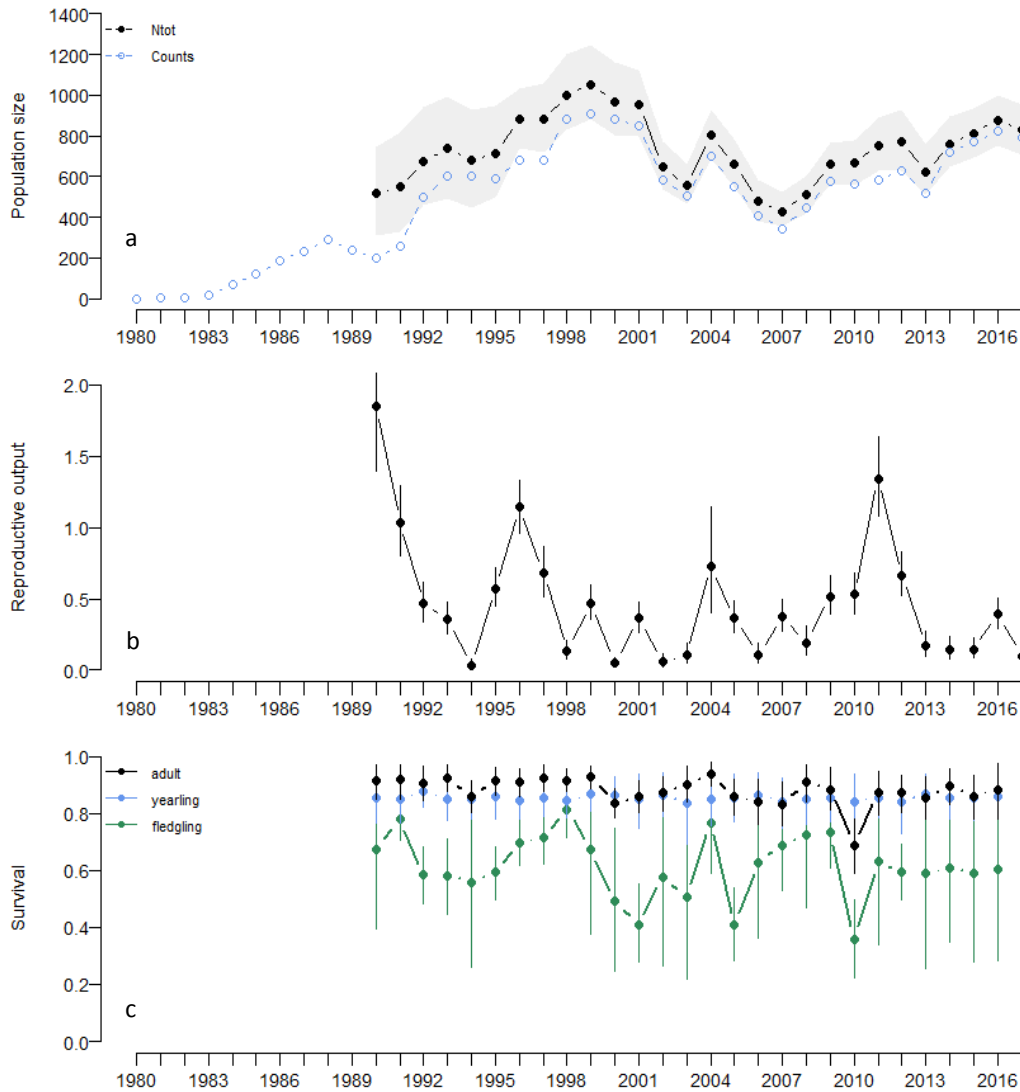 1400
1200
1000
800
600
400
200
0
Population size
Ntot
Counts
a
1980 1983 1986 1989 1992 1995 1998 2001 2004 2007 2010 2013 2016
2.0
1.5
1.0
0.5
0.0
Reproductive output
b
1980 1983 1986 1989 1992 1995 1998 2001 2004 2007 2010 2013 2016
1.0
0.8
0.6
0.4
0.2
0.0
Survival
adult
yearling
fledgling
c
1980 1983 1986 1989 1992 1995 1998 2001 2004 2007 2010 2013 2016